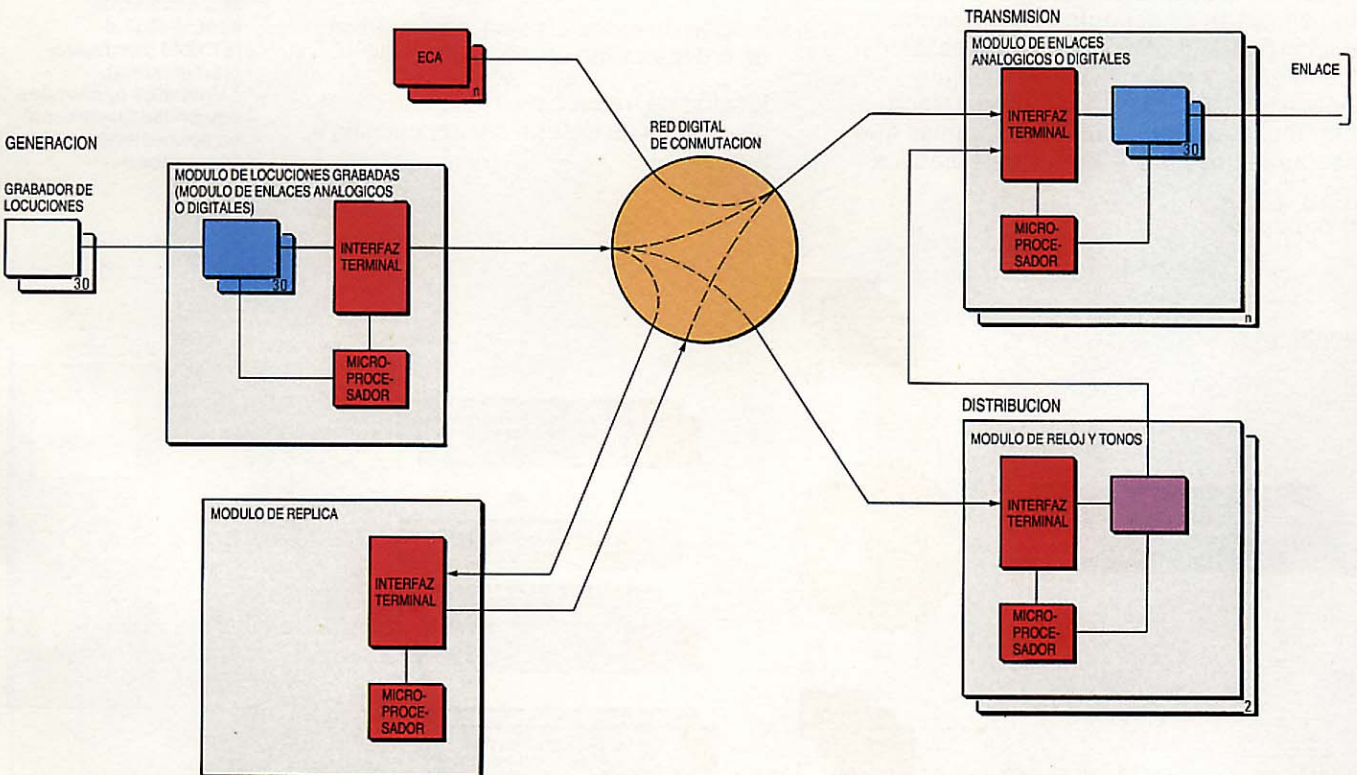 TRANSMISION
MODULO DE ENLACES
ANALOGICOS O DIGITALES
ENLACE
ECA
n
INTERFAZ
TERMINAL
30
MICRO-
PROCE-
SADOR
n
RED DIGITAL
DE CONMUTACION
GENERACION
GRABADOR DE
LOCUCIONES
30
MODULO DE LOCUCIONES GRABADAS
(MODULO DE ENLACES ANALOGICOS
O DIGITALES)
30
INTERFAZ
TERMINAL
MICRO-
PROCE-
SADOR
DISTRIBUCION
MODULO DE RELOJ Y TONOS
INTERFAZ
TERMINAL
MICRO-
PROCE-
SADOR
2
MODULO DE REPLICA
INTERFAZ
TERMINAL
MICRO-
PROCE-
SADOR